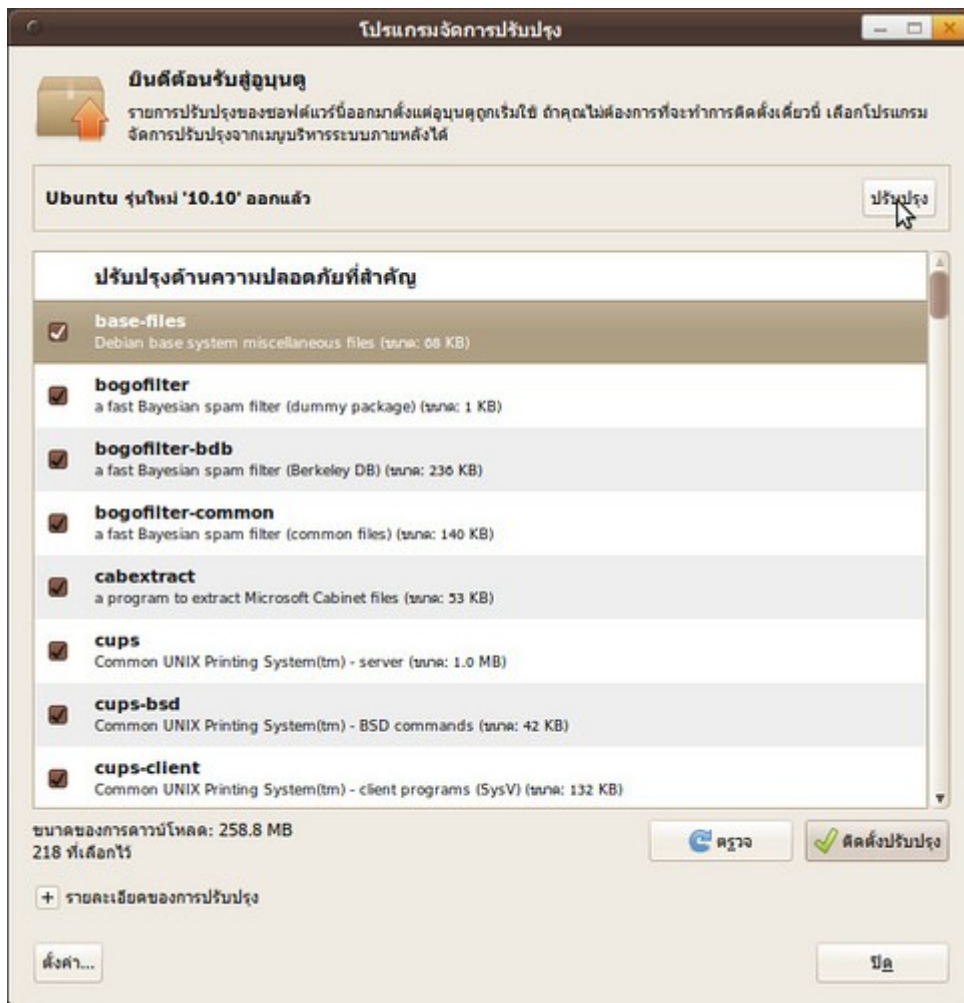 โปรแกรมจัดการปรับปรุง
ยินดีต้อนรับสู่อูบุนตู
รายการปรับปรุงของซอฟต์แวร์นี้ออกมาตั้งแต่อูบุนตูถูกเริ่มใช้ ถ้าคุณไม่ต้องการที่จะทำการติดตั้งเดี๋ยวนี้ เลือกโปรแกรม
จัดการปรับปรุงจากเมนูบริหารระบบภายหลังได้
Ubuntu รุ่นใหม่ '10.10' ออกแล้ว
ปรับปรุง
ปรับปรุงด้านความปลอดภัยที่สำคัญ
base-files
Debian base system miscellaneous files (ขนาด: 68 KB)
bogofilter
a fast Bayesian spam filter (dummy package) (ขนาด: 1 KB)
bogofilter-bdb
a fast Bayesian spam filter (Berkeley DB) (ขนาด: 236 KB)
bogofilter-common
a fast Bayesian spam filter (common files) (ขนาด: 140 KB)
cabextract
a program to extract Microsoft Cabinet files (ขนาด: 53 KB)
cups
Common UNIX Printing System(tm) - server (ขนาด: 1.0 MB)
cups-bsd
Common UNIX Printing System(tm) - BSD commands (ขนาด: 42 KB)
cups-client
Common UNIX Printing System(tm) - client programs (SysV) (ขนาด: 132 KB)
ขนาดของการดาวน์โหลด: 258.8 MB
218 ที่เลือกไว้
ตรวจ
ติดตั้งปรับปรุง
รายละเอียดของการปรับปรุง
ตั้งค่า...
ปิด